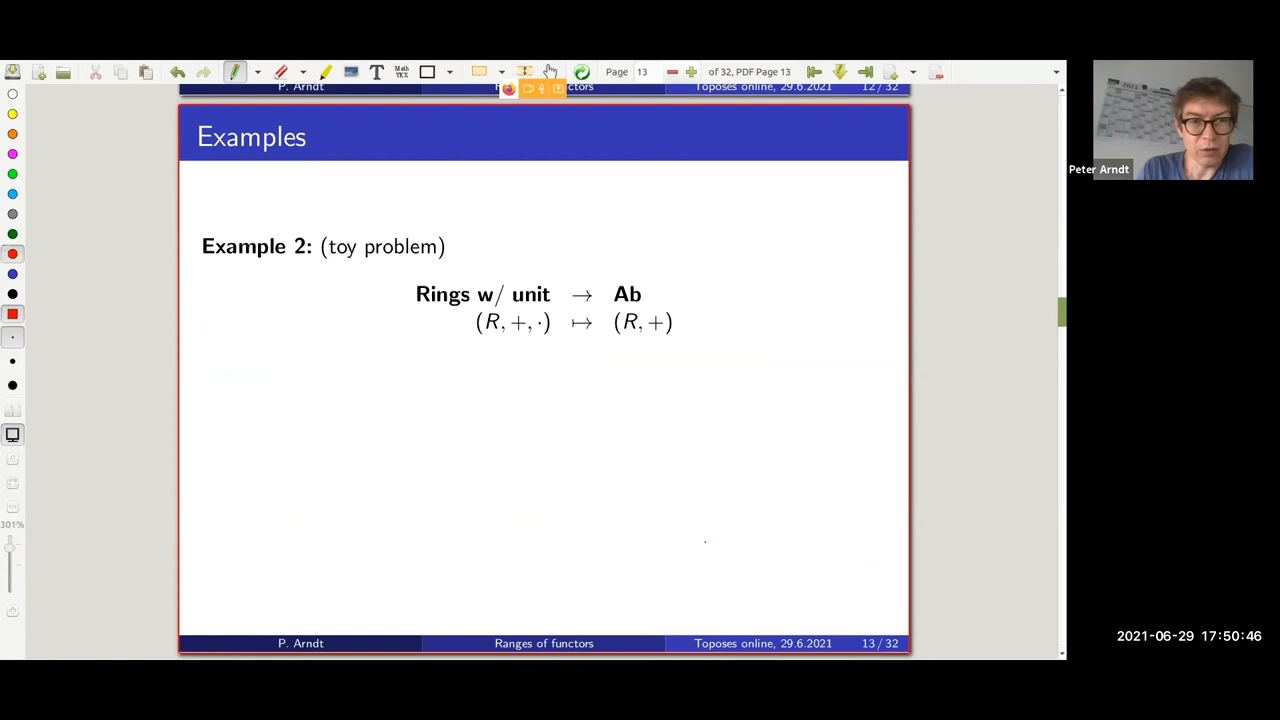 T Math TEX Page 13 of 32, PDF Page 13
P. Arndt Toposes online, 29.6.2021 12 / 32
Examples
Peter Arndt
Example 2: (toy problem)
Rings w/ unit → Ab
(R, +, ·) ↦ (R, +)
301%
2021-06-29 17:50:46
P. Arndt Ranges of functors Toposes online, 29.6.2021 13 / 32